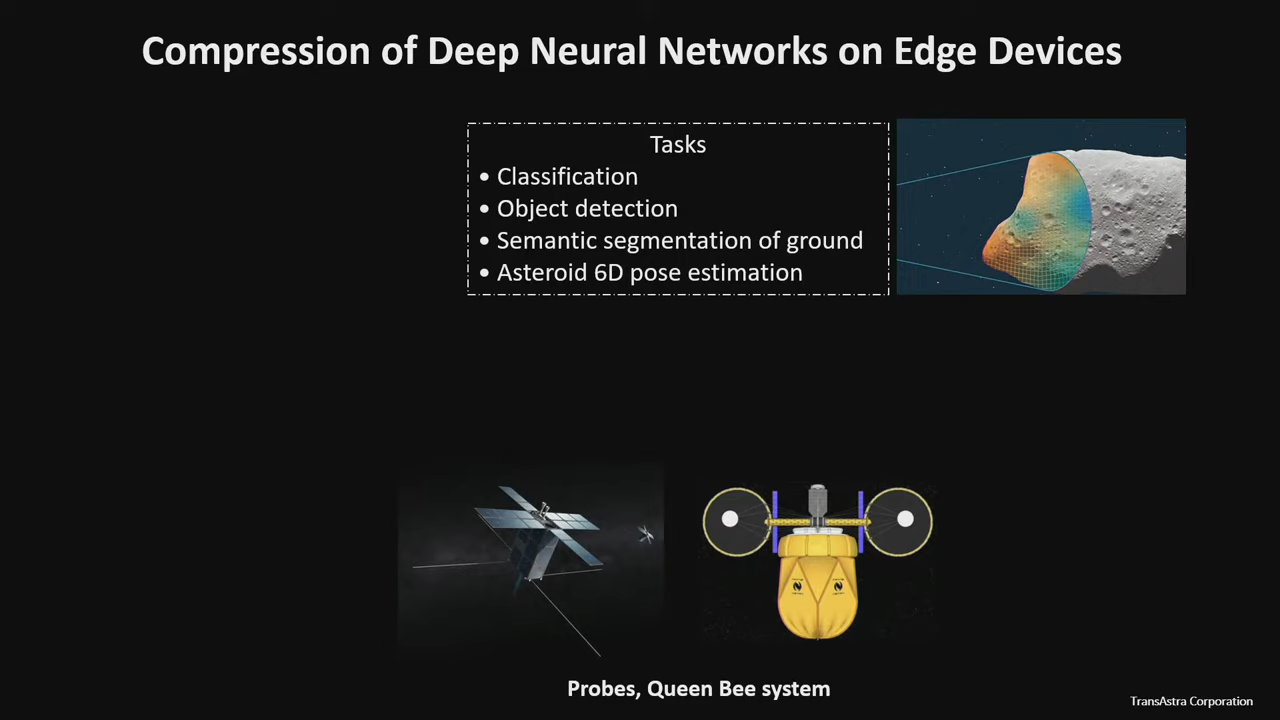 Compression of Deep Neural Networks on Edge Devices
Tasks
• Classification
• Object detection
• Semantic segmentation of ground
• Asteroid 6D pose estimation
Probes, Queen Bee system
TransAstra Corporation